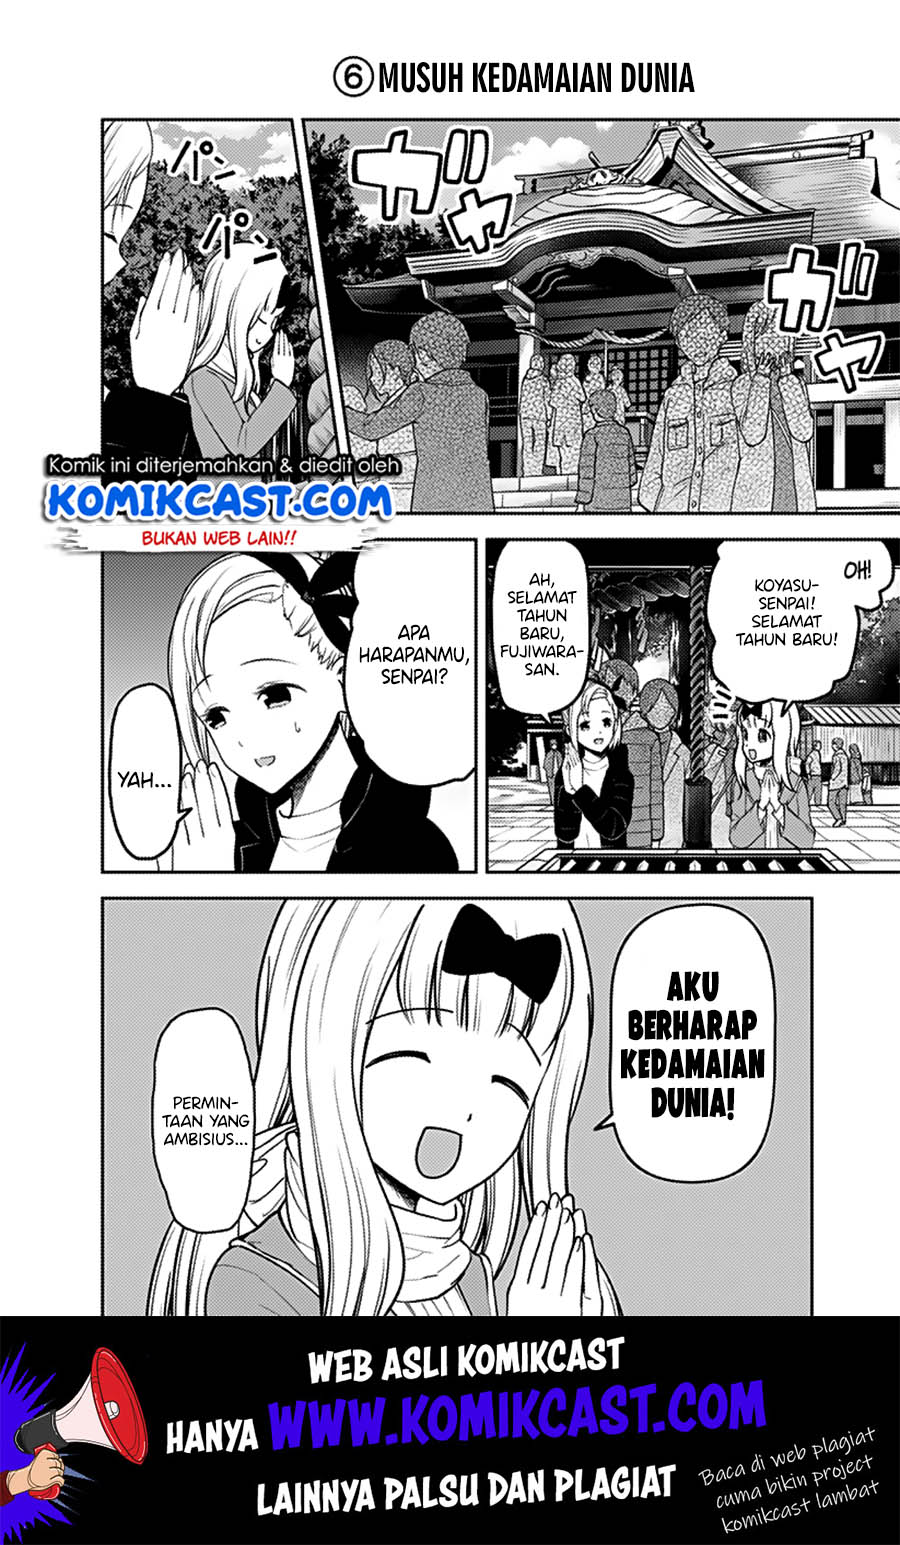 ⑥MUSUH KEDAMAIAN DUNIA
ガヤ
ガヤ
パン
パン
Komik ini diterjemahkan & diedit oleh
KOMIKCAST.COM
BUKAN WEB LAIN!!
OH!
KOYASU-
SENPAI!
SELAMAT
TAHUN BARU!
AH,
SELAMAT
TAHUN
BARU,
FUJIWARA-
SAN.
APA
HARAPANMU,
SENPAI?
YAH...
AKU
BERHARAP
KEDAMAIAN
DUNIA!
PERMIN-
TAAN YANG
AMBISIUS...
WEB ASLI KOMIKCAST
HANYA WWW.KOMIKCAST.COM
LAINNYA PALSU DAN PLAGIAT
Baca di web plagiat
cuma bikin project
komikcast lambat